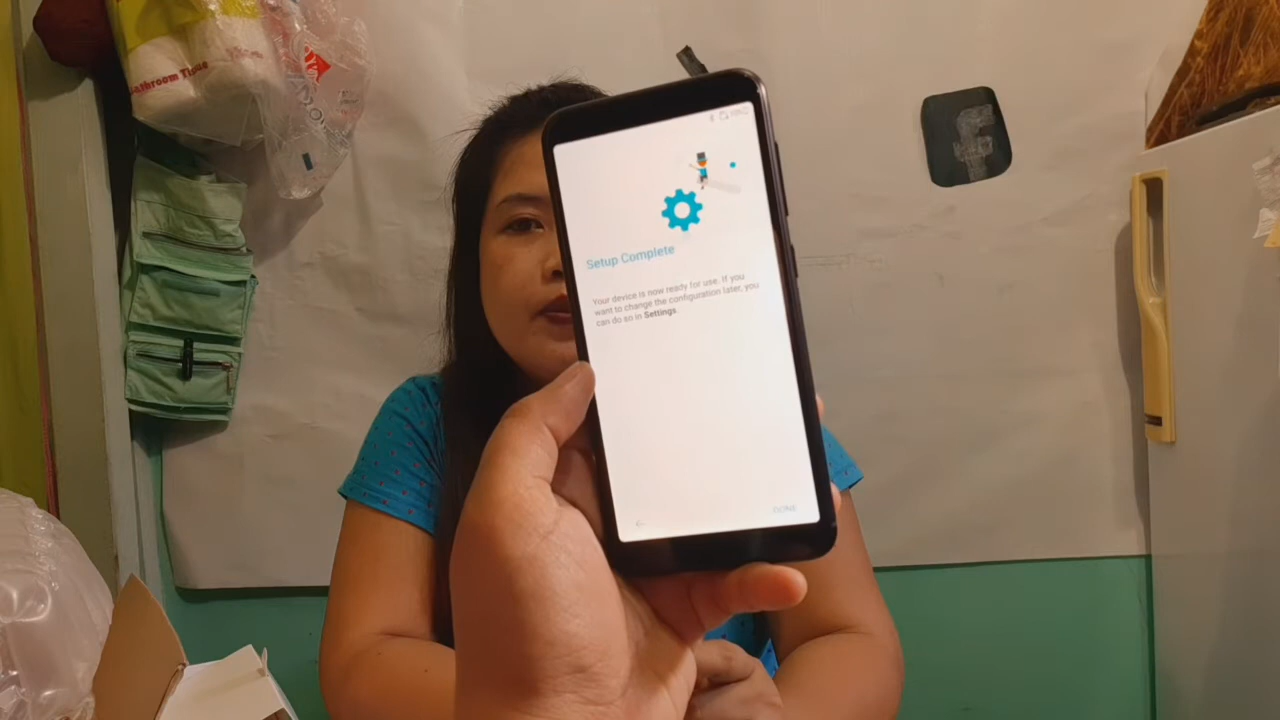 Bathroom Tissue
f
Setup Complete
Your device is now ready for use. If you
want to change the configuration later, you
can do so in Settings.
DONE